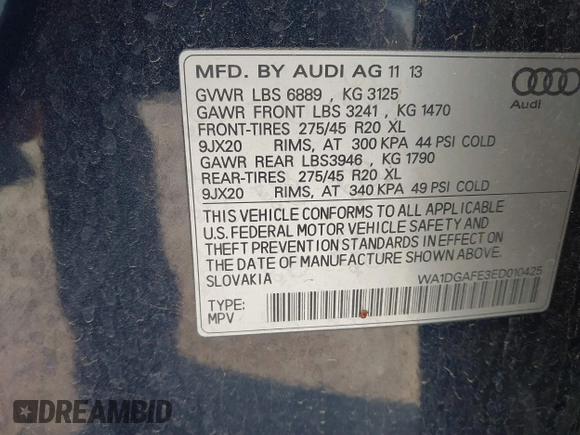 MFD. BY AUDI AG 11 13
GVWR LBS 6889 , KG 3125
GAWR FRONT LBS 3241 , KG 1470
FRONT-TIRES 275/45 R20 XL
9JX20 RIMS, AT 300 KPA 44 PSI COLD
GAWR REAR LBS3946 , KG 1790
REAR-TIRES 275/45 R20 XL
9JX20 RIMS, AT 340 KPA 49 PSI COLD
Audi
THIS VEHICLE CONFORMS TO ALL APPLICABLE
U.S. FEDERAL MOTOR VEHICLE SAFETY AND
THEFT PREVENTION STANDARDS IN EFFECT ON
THE DATE OF MANUFACTURE SHOWN ABOVE.
SLOVAKIA
WA1DGAFE3ED010425
TYPE:
MPV
DREAMBID